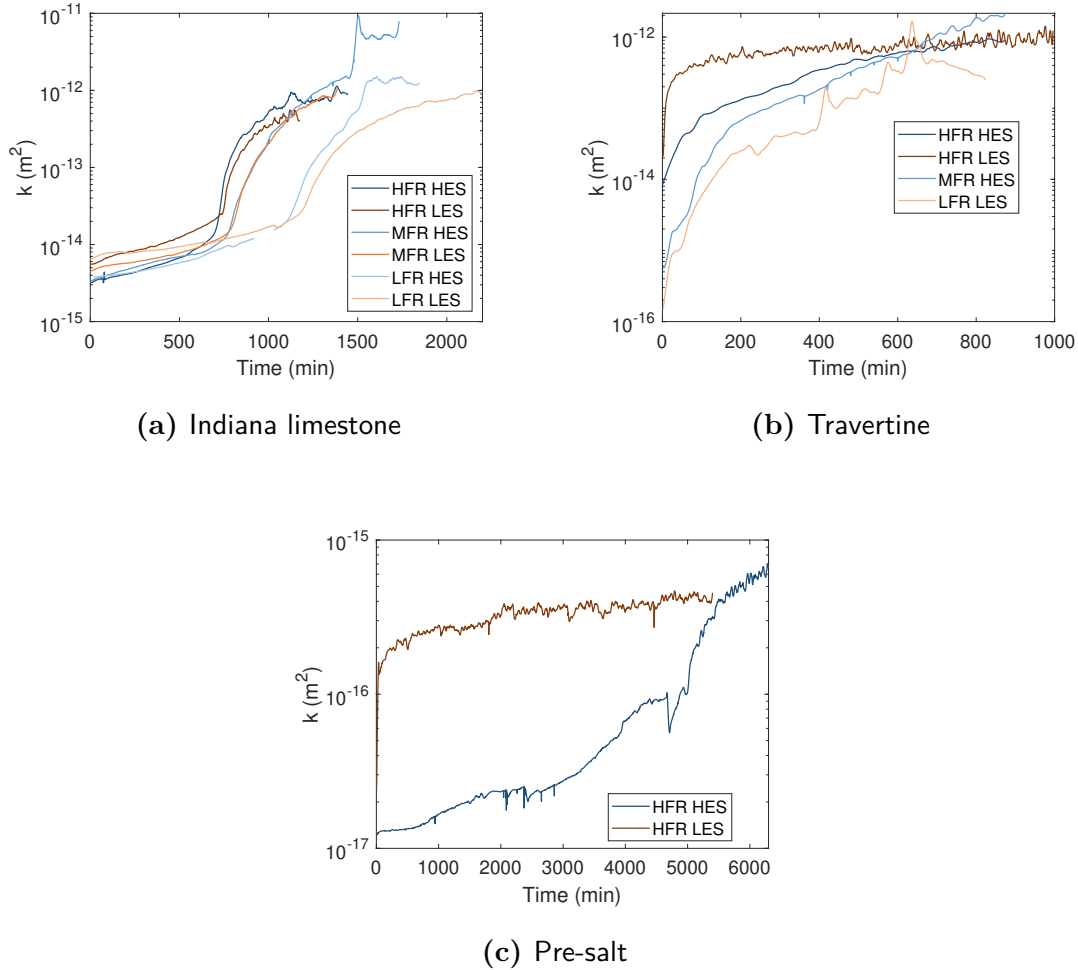 10^-11
10^-12
10^-13
10^-14
10^-15
k (m^2)
0 500 1000 1500 2000
Time (min)
HFR HES
HFR LES
MFR HES
MFR LES
LFR HES
LFR LES
(a) Indiana limestone
10^-12
10^-14
10^-16
k (m^2)
0 200 400 600 800 1000
Time (min)
HFR HES
HFR LES
MFR HES
LFR LES
(b) Travertine
10^-15
10^-16
10^-17
k (m^2)
0 1000 2000 3000 4000 5000 6000
Time (min)
HFR HES
HFR LES
(c) Pre-salt